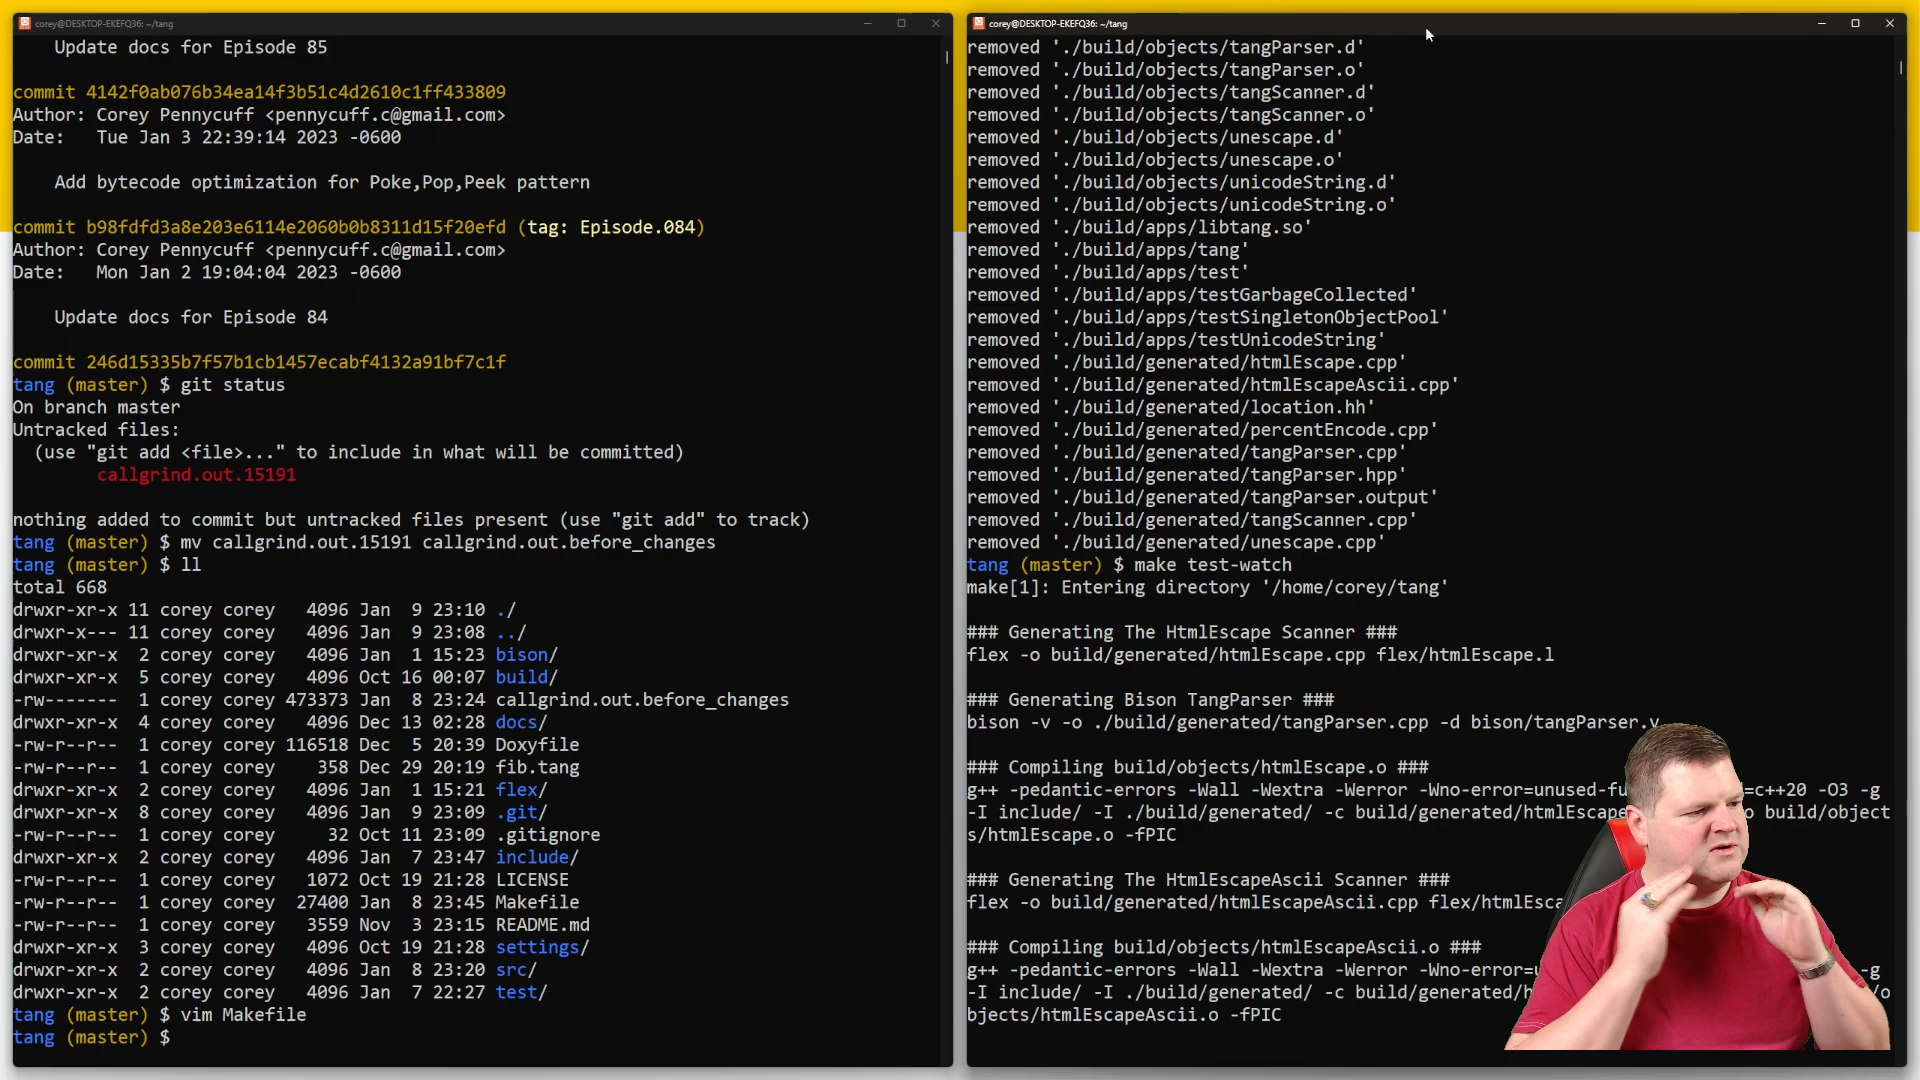 corey@DESKTOP-EKEFQ36: ~/tang
Update docs for Episode 85
commit 4142f0ab076b34ea14f3b51c4d2610c1ff433809
Author: Corey Pennycuff <pennycuff.c@gmail.com>
Date:   Tue Jan 3 22:39:14 2023 -0600
Add bytecode optimization for Poke,Pop,Peek pattern
commit b98fdfd3a8e203e6114e2060b0b8311d15f20efd (tag: Episode.084)
Author: Corey Pennycuff <pennycuff.c@gmail.com>
Date:   Mon Jan 2 19:04:04 2023 -0600
Update docs for Episode 84
commit 246d15335b7f57b1cb1457ecabf4132a91bf7c1f
tang (master) $ git status
On branch master
Untracked files:
(use "git add <file>..." to include in what will be committed)
callgrind.out.15191
nothing added to commit but untracked files present (use "git add" to track)
tang (master) $ mv callgrind.out.15191 callgrind.out.before_changes
tang (master) $ ll
total 668
drwxr-xr-x 11 corey corey   4096 Jan  9 23:10 ./
drwxr-x--- 11 corey corey   4096 Jan  9 23:08 ../
drwxr-xr-x  2 corey corey   4096 Jan  1 15:23 bison/
drwxr-xr-x  5 corey corey   4096 Oct 16 00:07 build/
-rw-------  1 corey corey 473373 Jan  8 23:24 callgrind.out.before_changes
drwxr-xr-x  4 corey corey   4096 Dec 13 02:28 docs/
-rw-r--r--  1 corey corey 116518 Dec  5 20:39 Doxyfile
-rw-r--r--  1 corey corey    358 Dec 29 20:19 fib.tang
drwxr-xr-x  2 corey corey   4096 Jan  1 15:21 flex/
drwxr-xr-x  8 corey corey   4096 Jan  9 23:09 .git/
-rw-r--r--  1 corey corey     32 Oct 11 23:09 .gitignore
drwxr-xr-x  2 corey corey   4096 Jan  7 23:47 include/
-rw-r--r--  1 corey corey   1072 Oct 19 21:28 LICENSE
-rw-r--r--  1 corey corey  27400 Jan  8 23:45 Makefile
-rw-r--r--  1 corey corey   3559 Nov  3 23:15 README.md
drwxr-xr-x  3 corey corey   4096 Oct 19 21:28 settings/
drwxr-xr-x  2 corey corey   4096 Jan  8 23:20 src/
drwxr-xr-x  2 corey corey   4096 Jan  7 22:27 test/
tang (master) $ vim Makefile
tang (master) $
corey@DESKTOP-EKEFQ36: ~/tang
removed './build/objects/tangParser.d'
removed './build/objects/tangParser.o'
removed './build/objects/tangScanner.d'
removed './build/objects/tangScanner.o'
removed './build/objects/unescape.d'
removed './build/objects/unescape.o'
removed './build/objects/unicodeString.d'
removed './build/objects/unicodeString.o'
removed './build/apps/libtang.so'
removed './build/apps/tang'
removed './build/apps/test'
removed './build/apps/testGarbageCollected'
removed './build/apps/testSingletonObjectPool'
removed './build/apps/testUnicodeString'
removed './build/generated/htmlEscape.cpp'
removed './build/generated/htmlEscapeAscii.cpp'
removed './build/generated/location.hh'
removed './build/generated/percentEncode.cpp'
removed './build/generated/tangParser.cpp'
removed './build/generated/tangParser.hpp'
removed './build/generated/tangParser.output'
removed './build/generated/tangScanner.cpp'
removed './build/generated/unescape.cpp'
tang (master) $ make test-watch
make[1]: Entering directory '/home/corey/tang'
### Generating The HtmlEscape Scanner ###
flex -o build/generated/htmlEscape.cpp flex/htmlEscape.l
### Generating Bison TangParser ###
bison -v -o ./build/generated/tangParser.cpp -d bison/tangParser.y
### Compiling build/objects/htmlEscape.o ###
g++ -pedantic-errors -Wall -Wextra -Werror -Wno-error=unused-fu =c++20 -O3 -g
-I include/ -I ./build/generated/ -c build/generated/htmlEscape o build/object
s/htmlEscape.o -fPIC
### Generating The HtmlEscapeAscii Scanner ###
flex -o build/generated/htmlEscapeAscii.cpp flex/htmlEsca
### Compiling build/objects/htmlEscapeAscii.o ###
g++ -pedantic-errors -Wall -Wextra -Werror -Wno-error=u -g
-I include/ -I ./build/generated/ -c build/generated/h /o
bjects/htmlEscapeAscii.o -fPIC